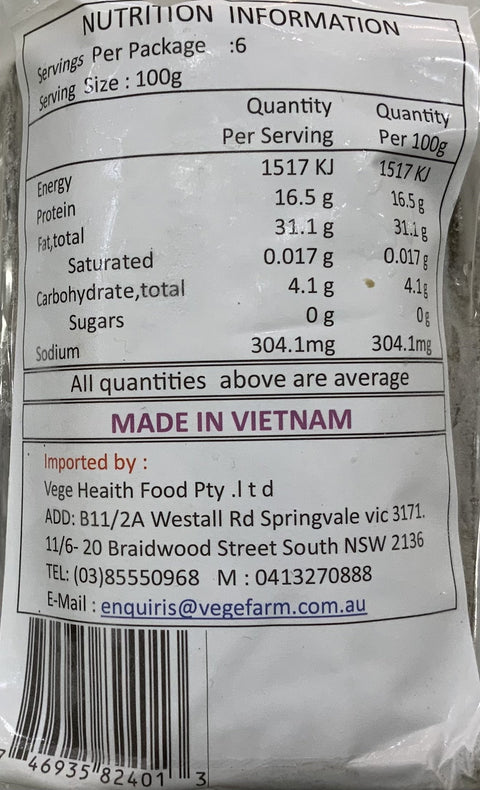 NUTRITION INFORMATION
Servings Per Package :6
Serving Size : 100g
Quantity Per Serving Quantity Per 100g
Energy 1517 KJ 1517 KJ
Protein 16.5 g 16.5 g
Fat,total 31.1 g 31.1 g
Saturated 0.017 g 0.017 g
Carbohydrate,total 4.1 g 4.1g
Sugars 0 g 0g
Sodium 304.1mg 304.1mg
All quantities above are average
MADE IN VIETNAM
Imported by :
Vege Heaith Food Pty .l t d
ADD: B11/2A Westall Rd Springvale vic 3171.
11/6- 20 Braidwood Street South NSW 2136
TEL: (03)85550968 M : 0413270888
E-Mail : enquiris@vegefarm.com.au
7 46935 82401 3